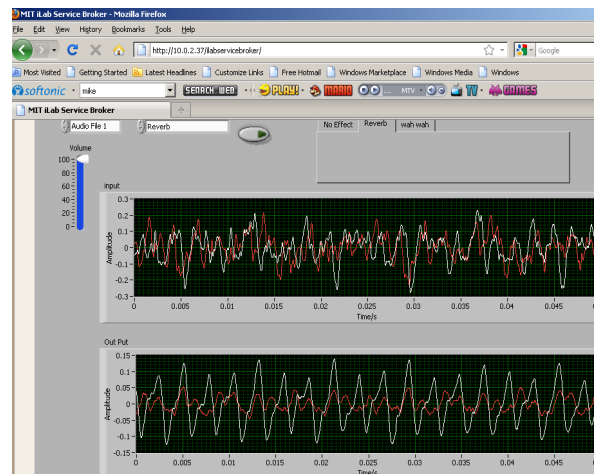 MIT iLab Service Broker - Mozilla Firefox
File Edit View History Bookmarks Tools Help
http://10.0.2.37/ilabservicebroker/ Google
Most Visited Getting Started Latest Headlines Customize Links Free Hotmail Windows Marketplace Windows Media Windows
softonic mike SEARCH WEB PLAY! MARIO MTV TV GAMES
MIT iLab Service Broker
Audio File 1 Reverb No Effect Reverb wah wah
Volume
100
80
60
40
20
0
input
0.3
0.2
0.1
0
-0.1
-0.2
-0.3
Amplitude
0 0.005 0.01 0.015 0.02 0.025 0.03 0.035 0.04 0.045
Time/s
Out Put
0.15
0.1
0.05
0
-0.05
-0.1
-0.15
Amplitude
0 0.005 0.01 0.015 0.02 0.025 0.03 0.035 0.04 0.045
Time/s